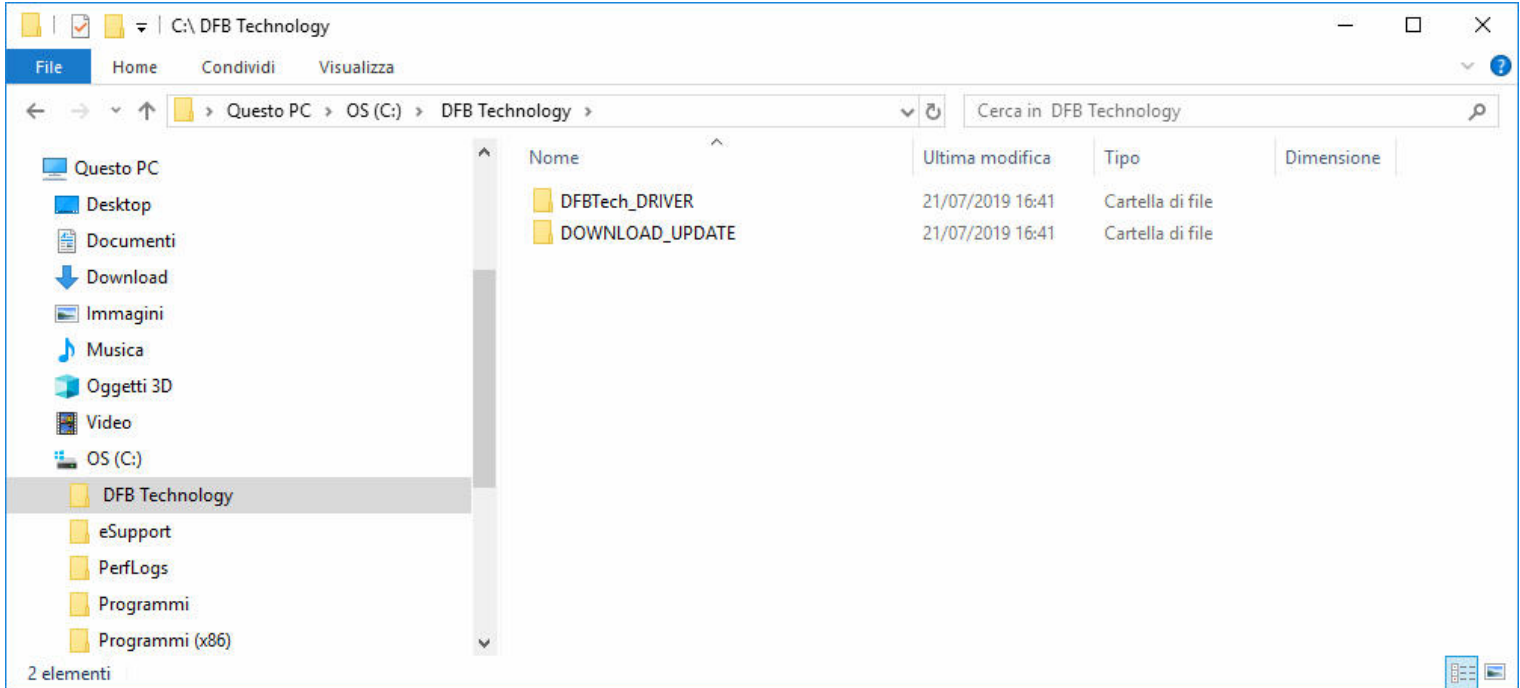 C:\ DFB Technology
File Home Condividi Visualizza
Questo PC > OS (C:) > DFB Technology >
Cerca in DFB Technology
Questo PC
Desktop
Documenti
Download
Immagini
Musica
Oggetti 3D
Video
OS (C:)
DFB Technology
eSupport
PerfLogs
Programmi
Programmi (x86)
Nome Ultima modifica Tipo Dimensione
DFBTech_DRIVER 21/07/2019 16:41 Cartella di file
DOWNLOAD_UPDATE 21/07/2019 16:41 Cartella di file
2 elementi